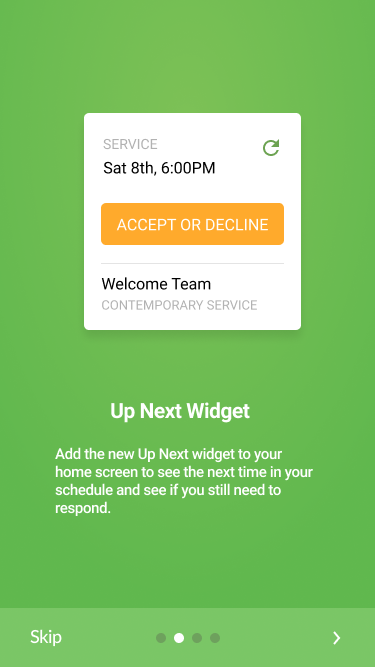 SERVICE
Sat 8th, 6:00PM
ACCEPT OR DECLINE
Welcome Team
CONTEMPORARY SERVICE
Up Next Widget
Add the new Up Next widget to your
home screen to see the next time in your
schedule and see if you still need to
respond.
Skip